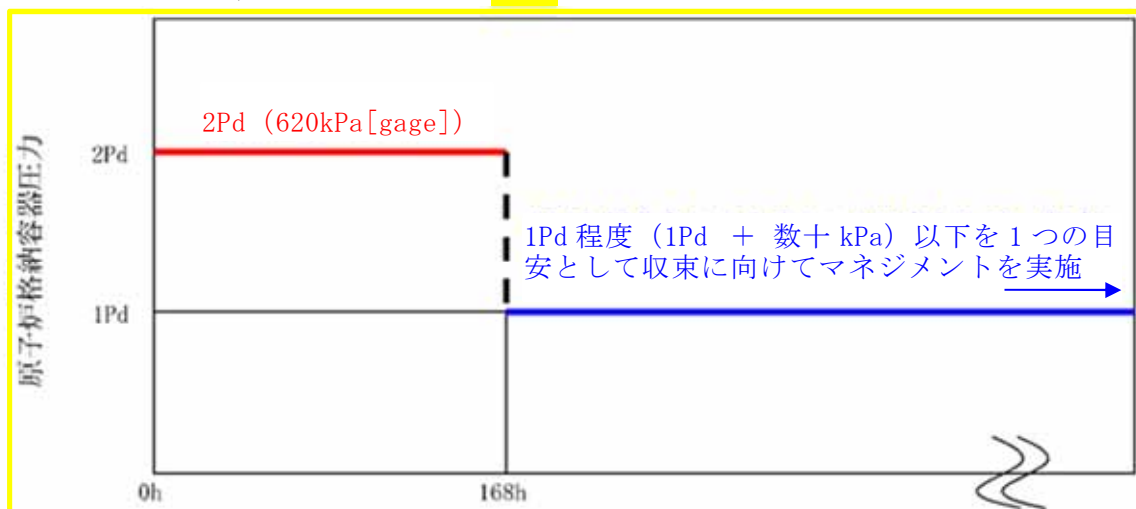 2Pd (620kPa[gage])
2Pd
原子炉格納容器圧力
1Pd 程度（1Pd ＋ 数十 kPa）以下を 1 つの目
安として収束に向けてマネジメントを実施
1Pd
0h
168h